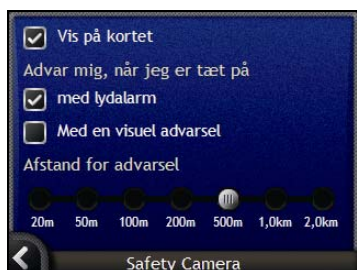 Vis på kortet
Advar mig, når jeg er tæt på
med lydalarm
Med en visuel advarsel
Afstand for advarsel
20m 50m 100m 200m 500m 1,0km 2,0km
Safety Camera